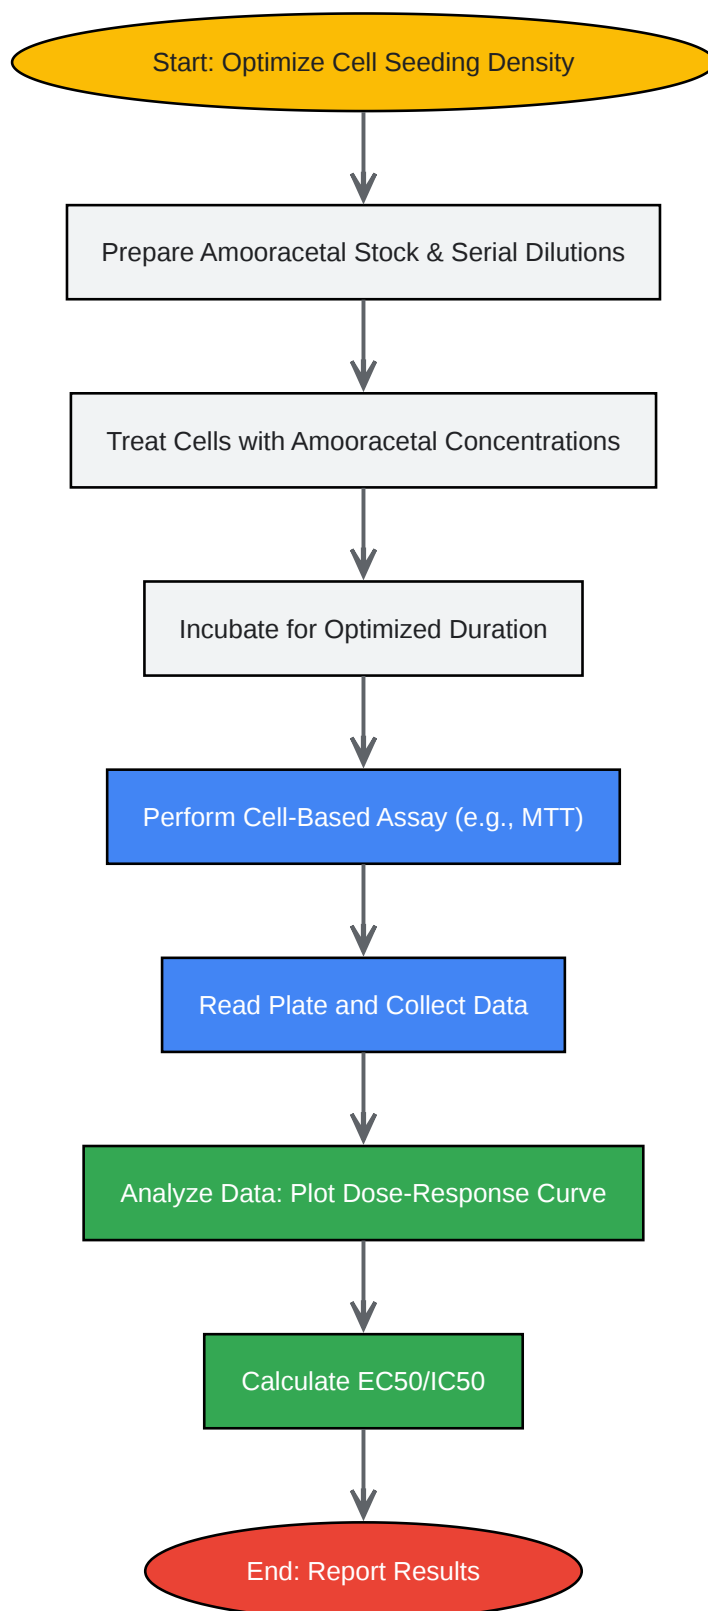 Start: Optimize Cell Seeding Density
Prepare Amooracetal Stock & Serial Dilutions
Treat Cells with Amooracetal Concentrations
Incubate for Optimized Duration
Perform Cell-Based Assay (e.g., MTT)
Read Plate and Collect Data
Analyze Data: Plot Dose-Response Curve
Calculate EC50/IC50
End: Report Results